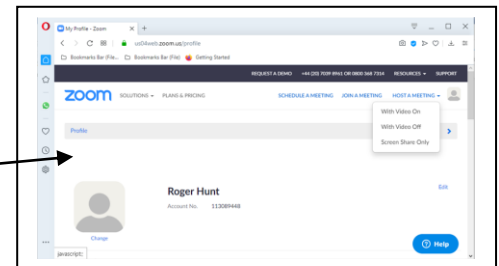 My Profile - Zoom
us04web.zoom.us/profile
Bookmarks Bar (File... Bookmarks Bar (File) Getting Started
REQUEST A DEMO +44 (20) 7039 8961 OR 0800 368 7314 RESOURCES SUPPORT
zoom SOLUTIONS PLANS & PRICING SCHEDULE A MEETING JOIN A MEETING HOST A MEETING
With Video On
With Video Off
Screen Share Only
Profile
Roger Hunt
Edit
Account No. 113089448
Change
Help
javascript: